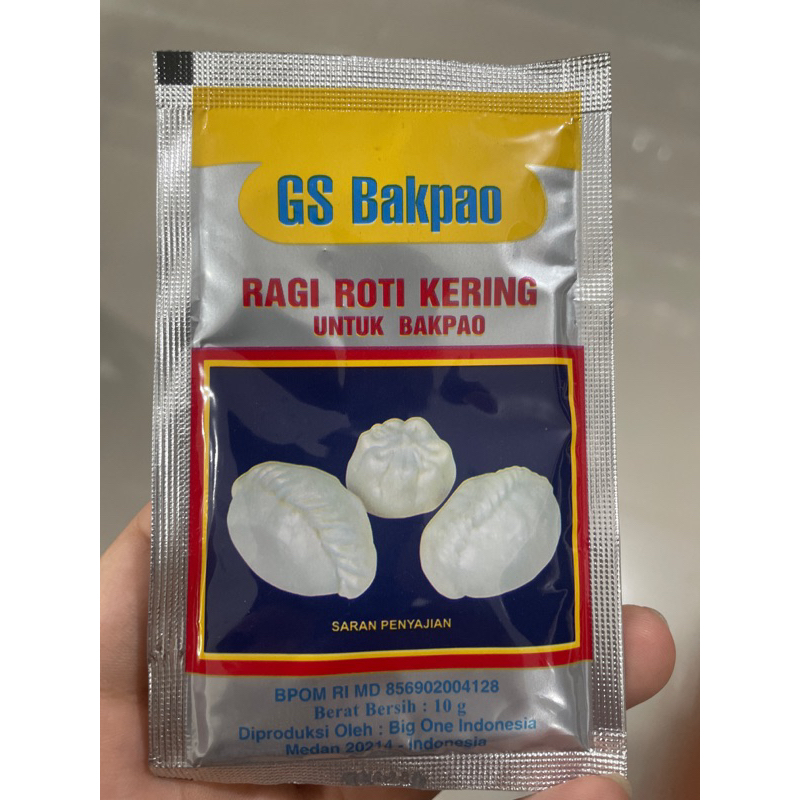 GS Bakpao
RAGI ROTI KERING
UNTUK BAKPAO
SARAN PENYAJIAN
BPOM RI MD 856902004128
Berat Bersih : 10 g
Diproduksi Oleh : Big One Indonesia
Medan 20214 - Indonesia